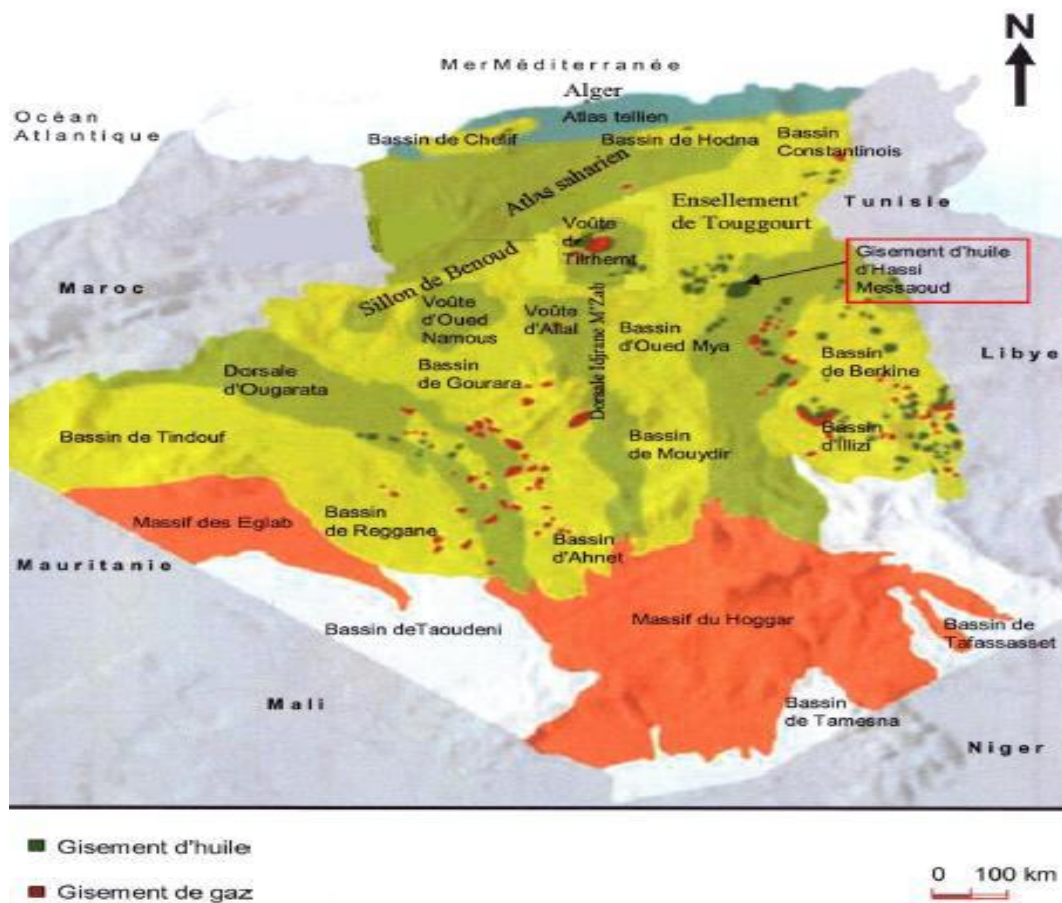 N
Mer Méditerranée
Alger
Océan
Atlantique
Atlas tellien
Bassin de Chelif
Bassin de Hodna
Bassin
Constantinois
Atlas saharien
Ensellement
de Touggourt
Tunisie
Voûte
de
Tilrhemt
Gisement d'huile
d'Hassi
Messaoud
Maroc
Sillon de Benoud
Voûte
d'Oued
Namous
Voûte
d'Allal
Dorsale Idjrane M'Zab
Bassin
d'Oued Mya
Bassin
de Berkine
Libye
Dorsale
d'Ougarata
Bassin
de Gourara
Bassin de Tindouf
Bassin
de Mouydir
Bassin
d'Illizi
Massif des Eglab
Bassin
de Reggane
Bassin
d'Ahnet
Mauritanie
Bassin deTaoudeni
Massif du Hoggar
Bassin de
Tafassasset
Mali
Bassin
de Tamesna
Niger
Gisement d'huile
Gisement de gaz
0 100 km